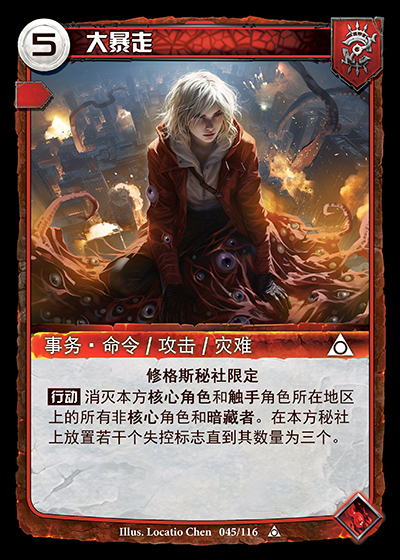 5 大暴走
事务·命令/攻击/灾难
修格斯秘社限定
行动 消灭本方核心角色和触手角色所在地区
上的所有非核心角色和暗藏者。在本方秘社
上放置若干个失控标志直到其数量为三个。
Illus. Locatio Chen 045/116